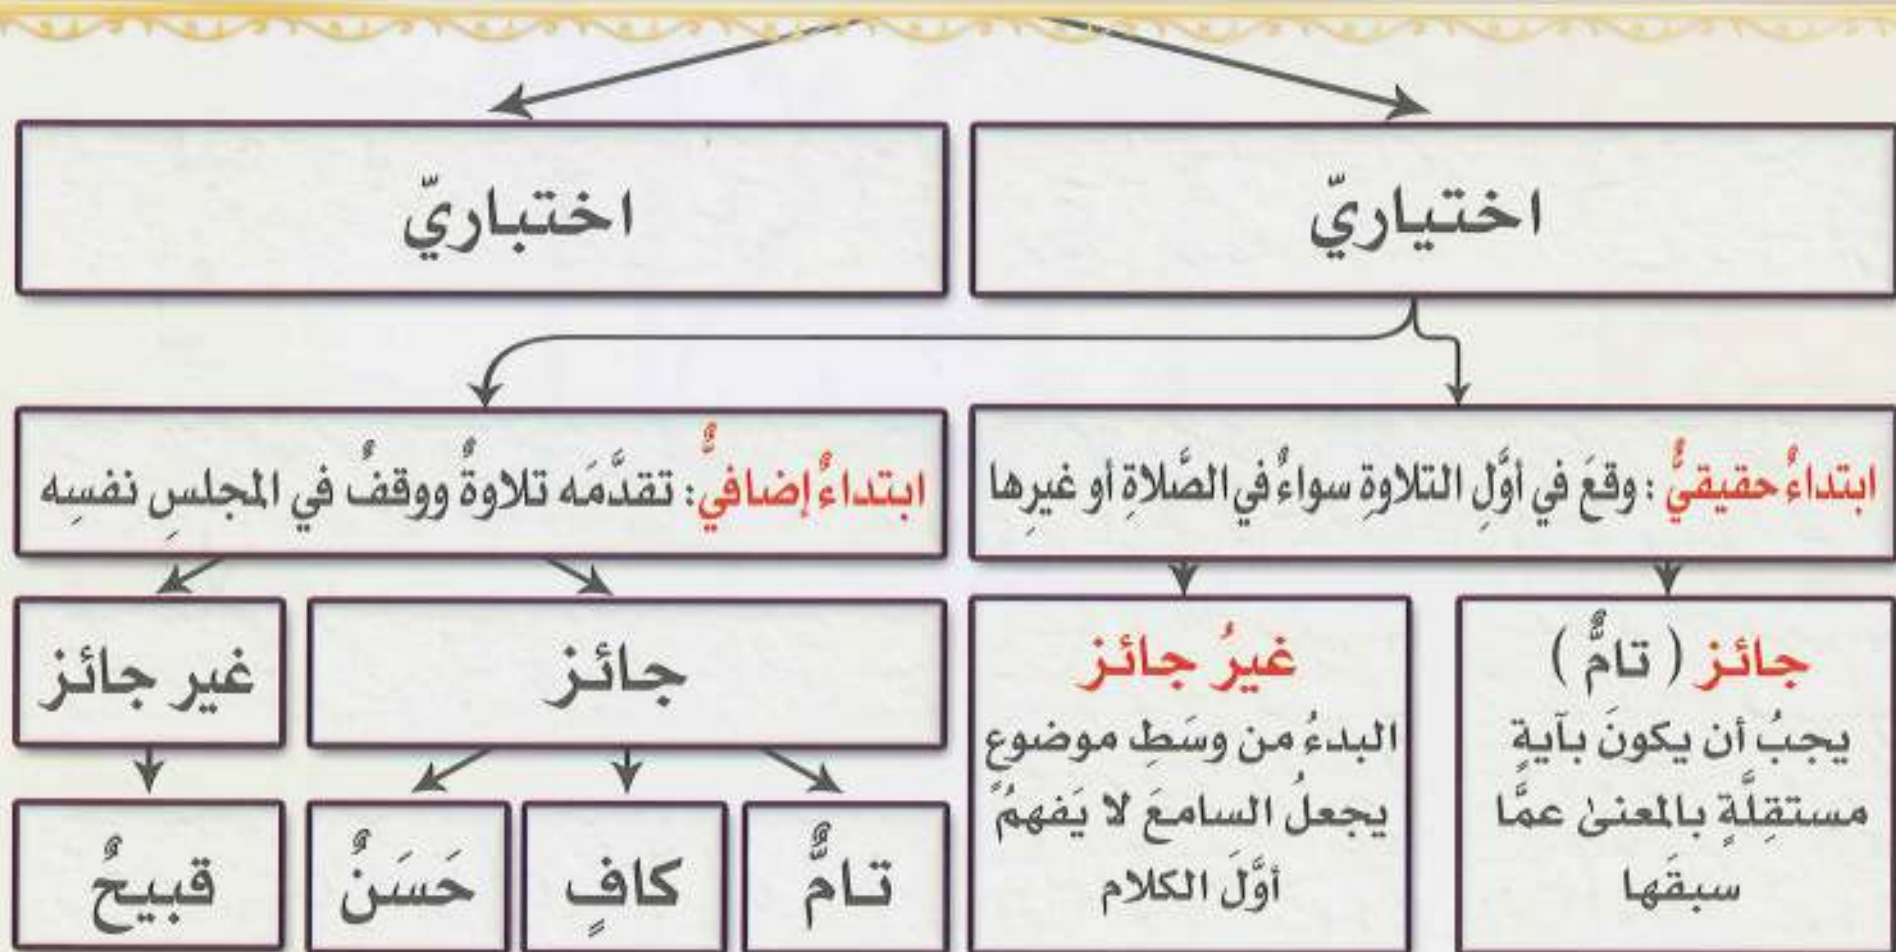 اختياريّ
اختباريّ
ابتداءٌ حقيقيٌّ : وقعَ في أوَّلِ التلاوةِ سواءٌ في الصَّلاةِ أو غيرِها
ابتداءٌ إضافيٌّ: تقدَّمَه تلاوةٌ ووقفٌ في المجلسِ نفسِه
جائز ( تامٌّ )
يجبُ أن يكونَ بآيةٍ
مستقِلَّةٍ بالمعنىٰ عمَّا
سبقَها
غيرُ جائز
البدءُ من وسَطِ موضوعٍ
يجعلُ السامعَ لا يَفهمُ
أوَّلَ الكلام
جائز
غير جائز
تامٌّ
كافٍ
حَسَنٌ
قبيحٌ